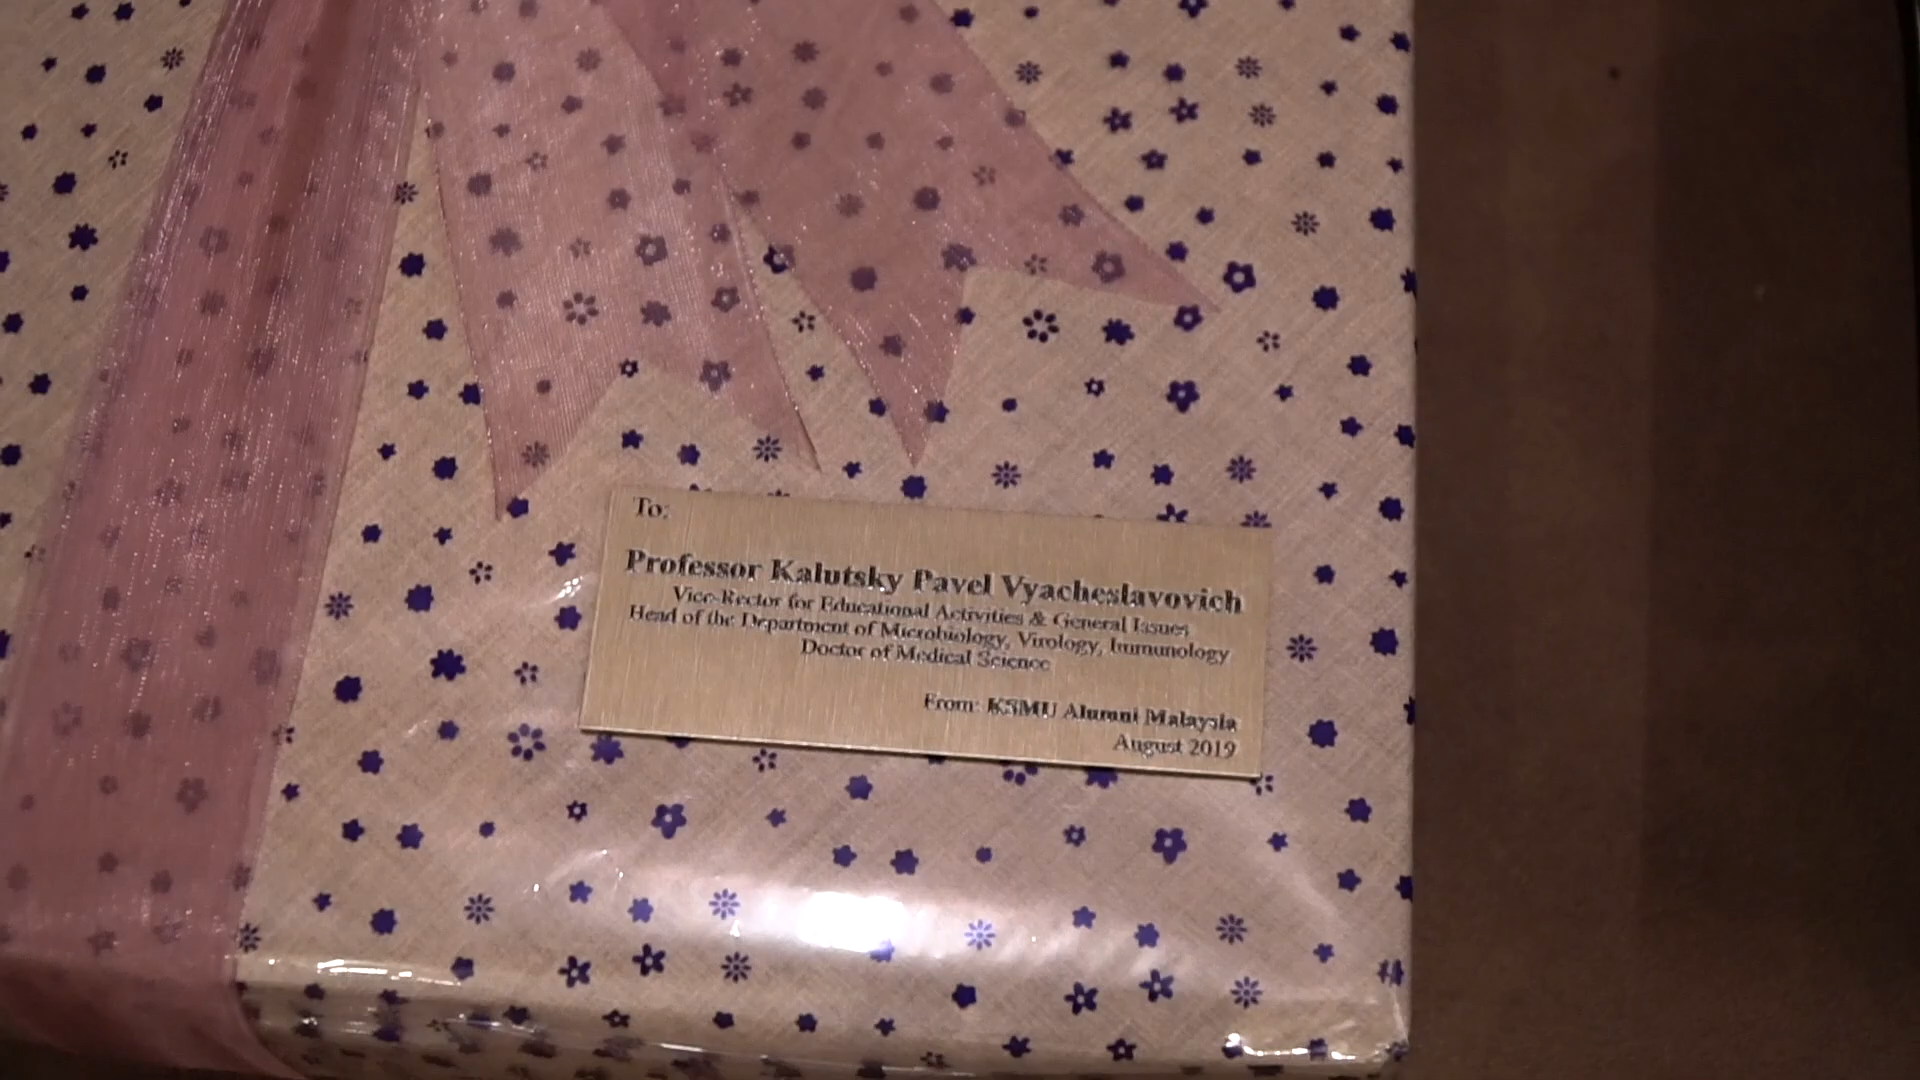 To:
Professor Kalutsky Pavel Vyacheslavovich
Vice-Rector for Educational Activities & General Issues
Head of the Department of Microbiology, Virology, Immunology
Doctor of Medical Science
From: KSMU Alumni Malaysia
August 2019